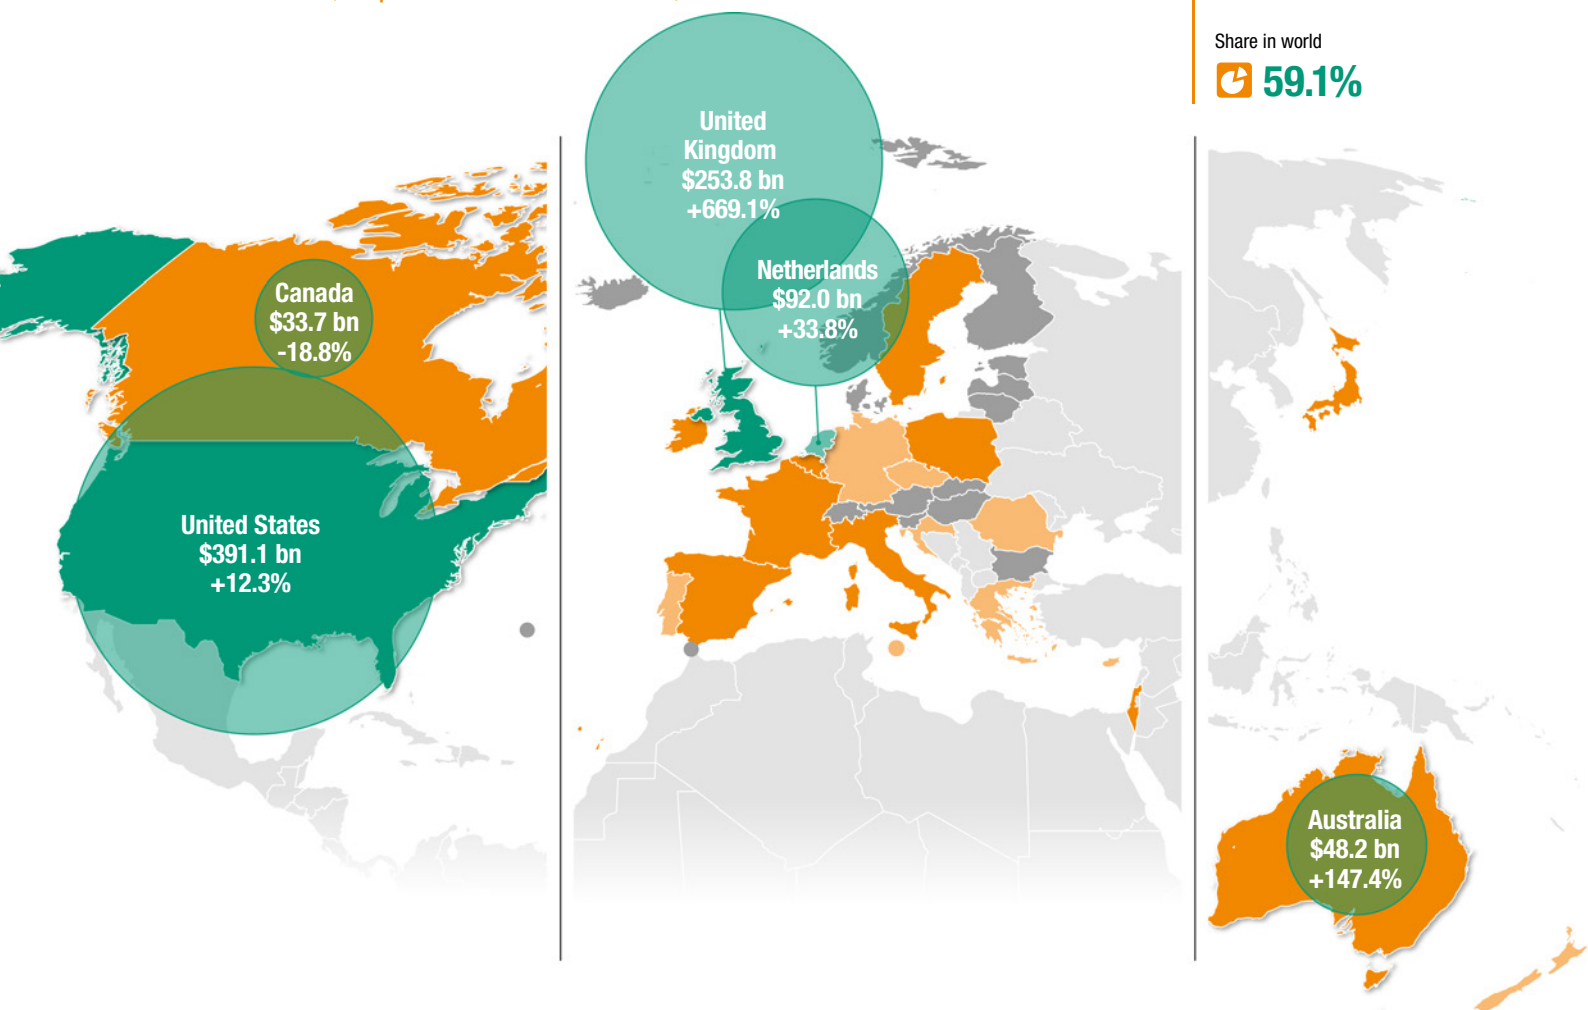 Share in world
59.1%
United
Kingdom
$253.8 bn
+669.1%
Netherlands
$92.0 bn
+33.8%
Canada
$33.7 bn
-18.8%
United States
$391.1 bn
+12.3%
Australia
$48.2 bn
+147.4%